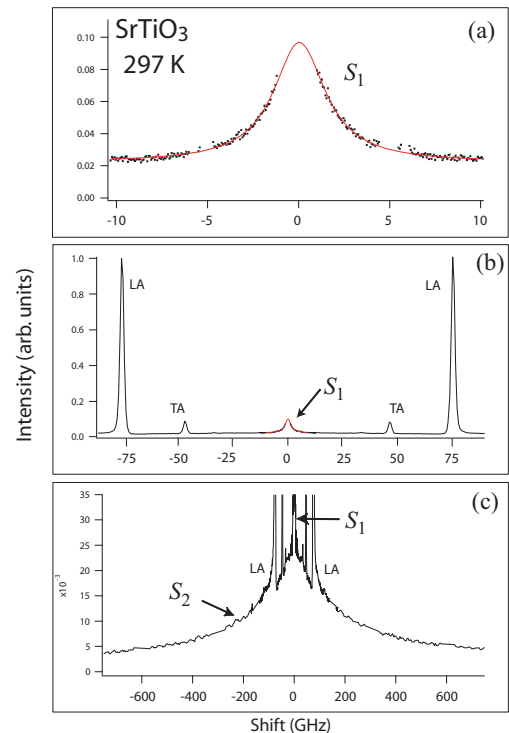 Intensity (arb. units)
SrTiO3
297 K
(a)
S1
0.10
0.08
0.06
0.04
0.02
0.00
-10
-5
0
5
10
(b)
1.0
0.8
0.6
0.4
0.2
0.0
LA
LA
S1
TA
TA
-75
-50
-25
0
25
50
75
(c)
35
30
25
20
15
10
5
0
x10-3
S1
LA
LA
S2
-600
-400
-200
0
200
400
600
Shift (GHz)